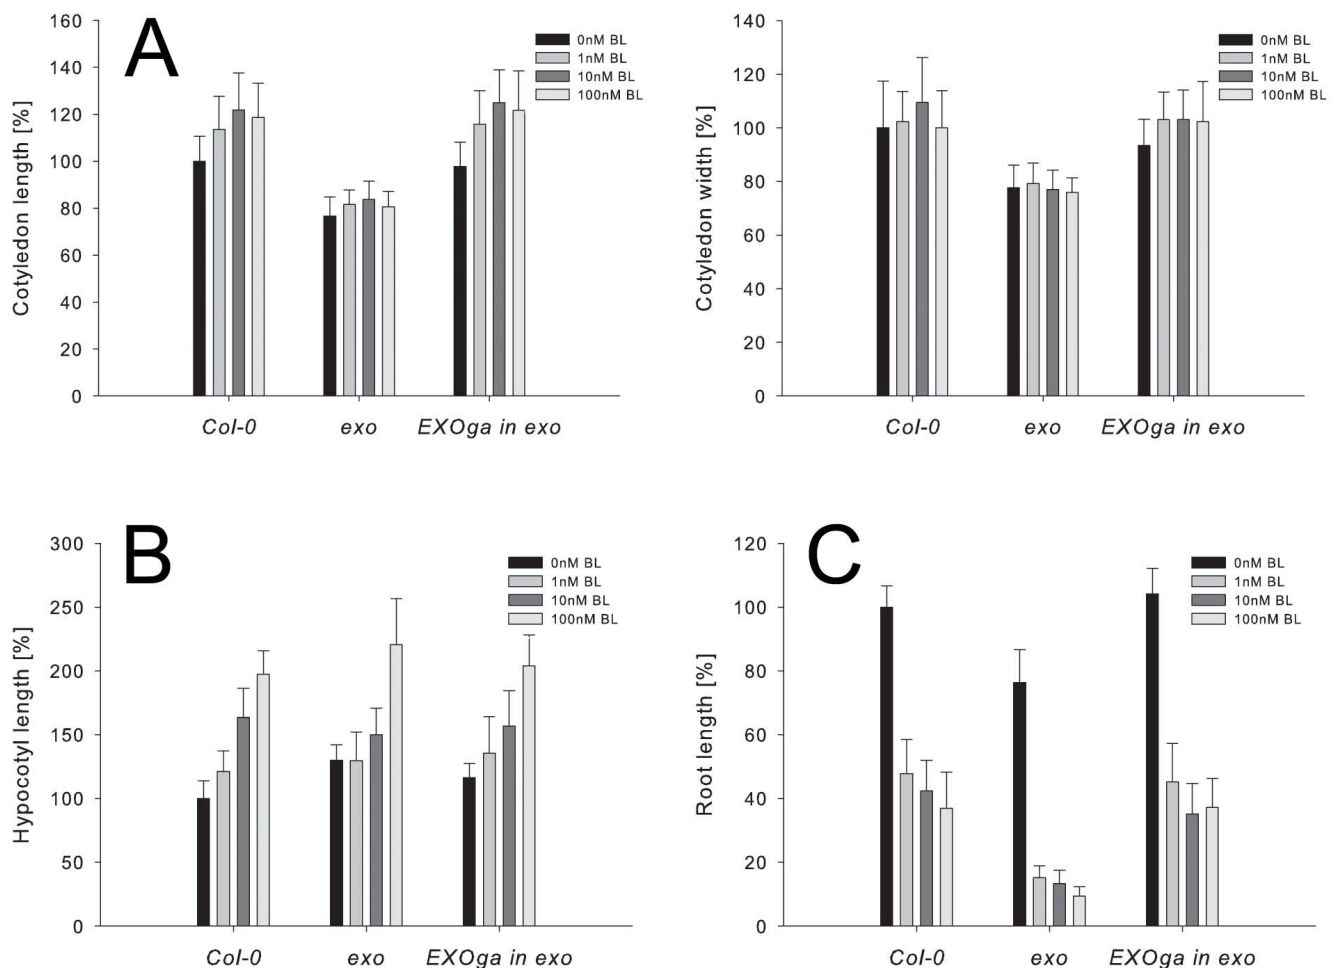 A
Cotyledon length [%]
160
140
120
100
80
60
40
20
0
0nM BL
1nM BL
10nM BL
100nM BL
Col-0 exo EXOga in exo
Cotyledon width [%]
140
120
100
80
60
40
20
0
0nM BL
1nM BL
10nM BL
100nM BL
Col-0 exo EXOga in exo
B
Hypocotyl length [%]
300
250
200
150
100
50
0
0nM BL
1nM BL
10nM BL
100nM BL
Col-0 exo EXOga in exo
C
Root length [%]
120
100
80
60
40
20
0
0nM BL
1nM BL
10nM BL
100nM BL
Col-0 exo EXOga in exo